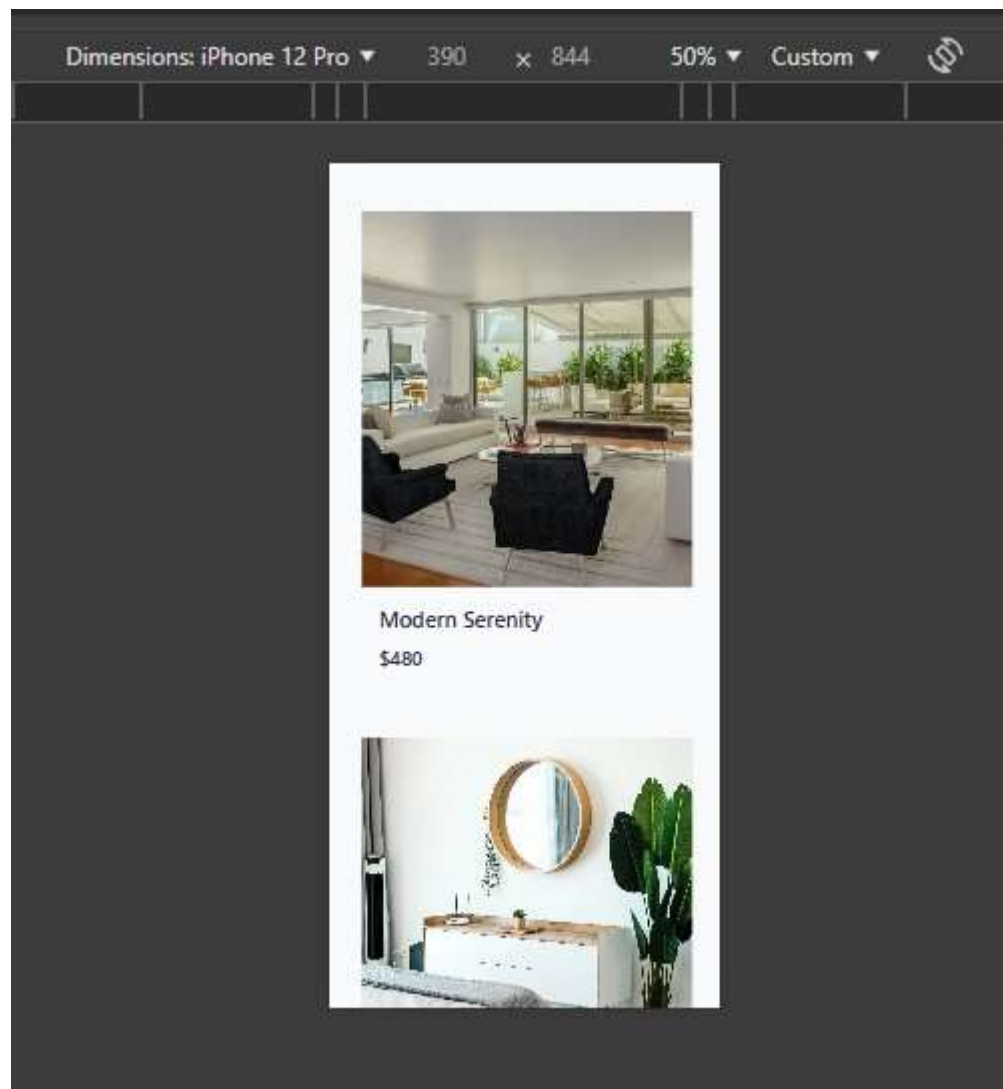 Dimensions: iPhone 12 Pro ▼ 390 × 844 50% ▼ Custom ▼
Modern Serenity
$480